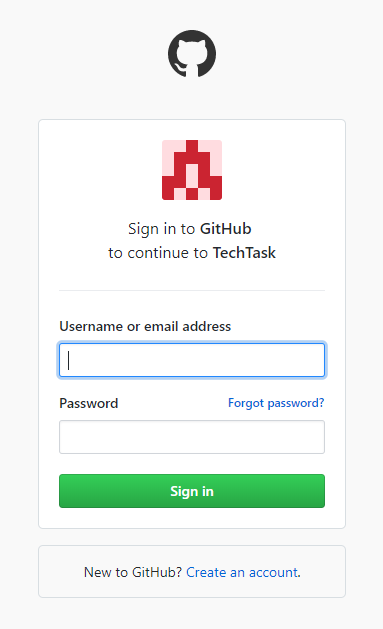 Sign in to GitHub
to continue to TechTask
Username or email address
Password Forgot password?
Sign in
New to GitHub? Create an account.